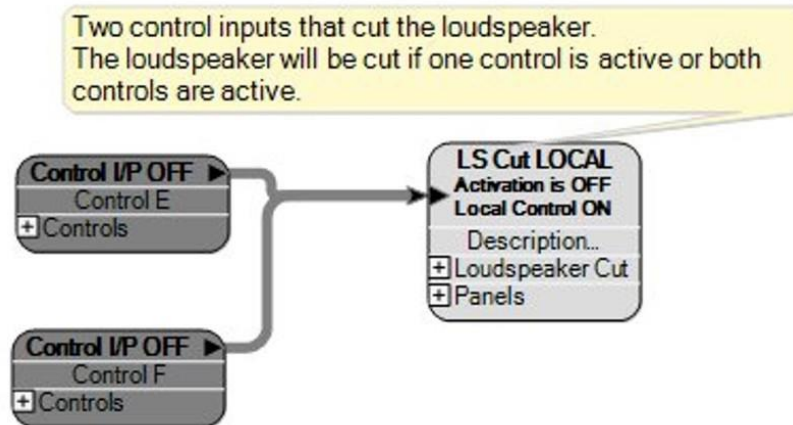 Two control inputs that cut the loudspeaker.
The loudspeaker will be cut if one control is active or both
controls are active.
Control I/P OFF
Control E
+ Controls
LS Cut LOCAL
Activation is OFF
Local Control ON
Description...
+ Loudspeaker Cut
+ Panels
Control I/P OFF
Control F
+ Controls